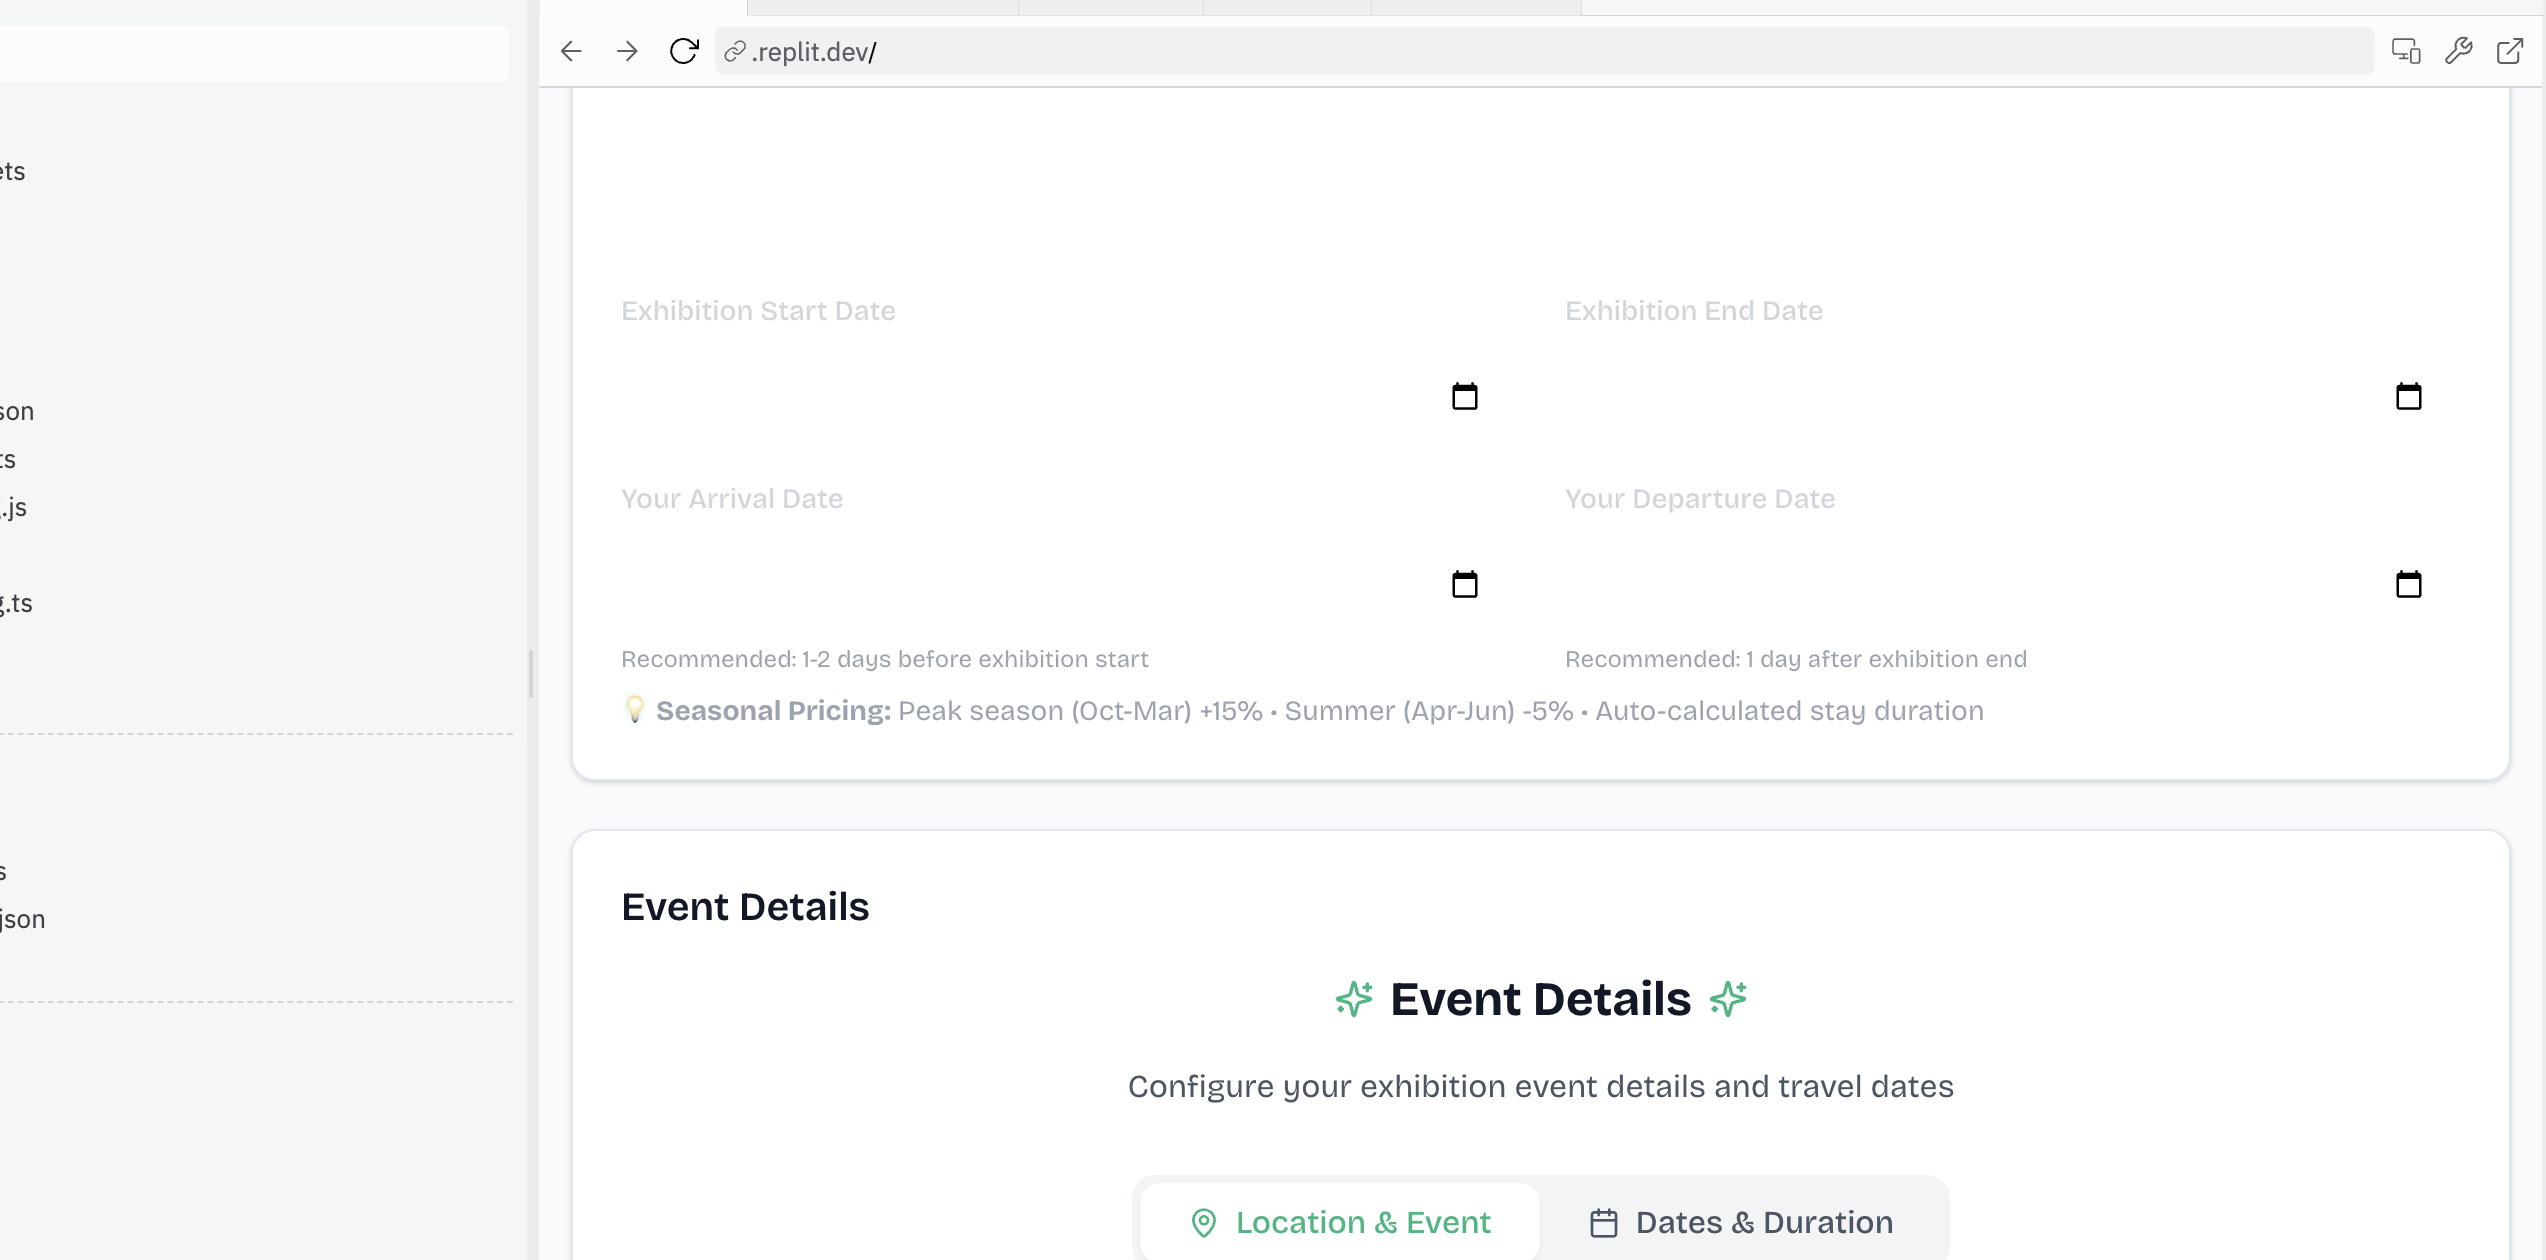 .replit.dev/
ets
son
ts
.js
g.ts
s
json
Exhibition Start Date
Exhibition End Date
Your Arrival Date
Your Departure Date
Recommended: 1-2 days before exhibition start
Recommended: 1 day after exhibition end
💡 Seasonal Pricing: Peak season (Oct-Mar) +15% • Summer (Apr-Jun) -5% • Auto-calculated stay duration
Event Details
Event Details
Configure your exhibition event details and travel dates
Location & Event
Dates & Duration